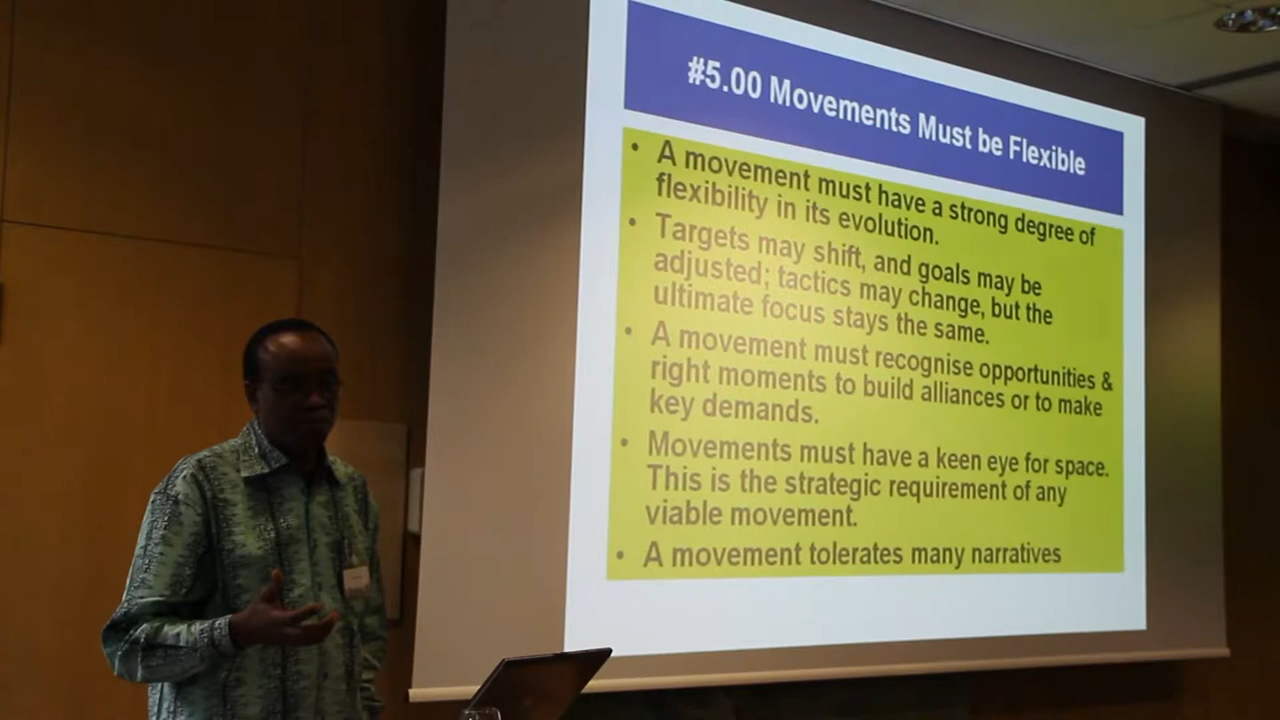 #5.00 Movements Must be Flexible
• A movement must have a strong degree of
flexibility in its evolution.
• Targets may shift, and goals may be
adjusted; tactics may change, but the
ultimate focus stays the same.
• A movement must recognise opportunities &
right moments to build alliances or to make
key demands.
• Movements must have a keen eye for space.
This is the strategic requirement of any
viable movement.
• A movement tolerates many narratives